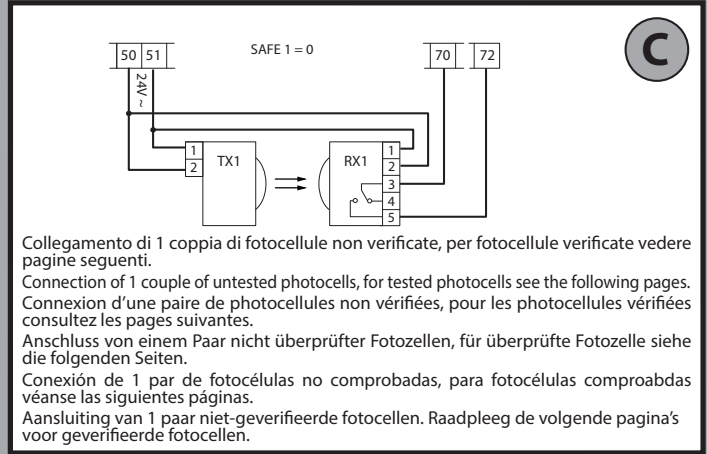 C
50 51 SAFE 1 = 0 70 72
24V ~
1 TX1 RX1 1
2 2
3
4
5
Collegamento di 1 coppia di fotocellule non verificate, per fotocellule verificate vedere
pagine seguenti.
Connection of 1 couple of untested photocells, for tested photocells see the following pages.
Connexion d’une paire de photocellules non vérifiées, pour les photocellules vérifiées
consultez les pages suivantes.
Anschluss von einem Paar nicht überprüfter Fotozellen, für überprüfte Fotozelle siehe
die folgenden Seiten.
Conexión de 1 par de fotocélulas no comprobadas, para fotocélulas comproabdas
véanse las siguientes páginas.
Aansluiting van 1 paar niet-geverifieerde fotocellen. Raadpleeg de volgende pagina’s
voor geverifieerde fotocellen.